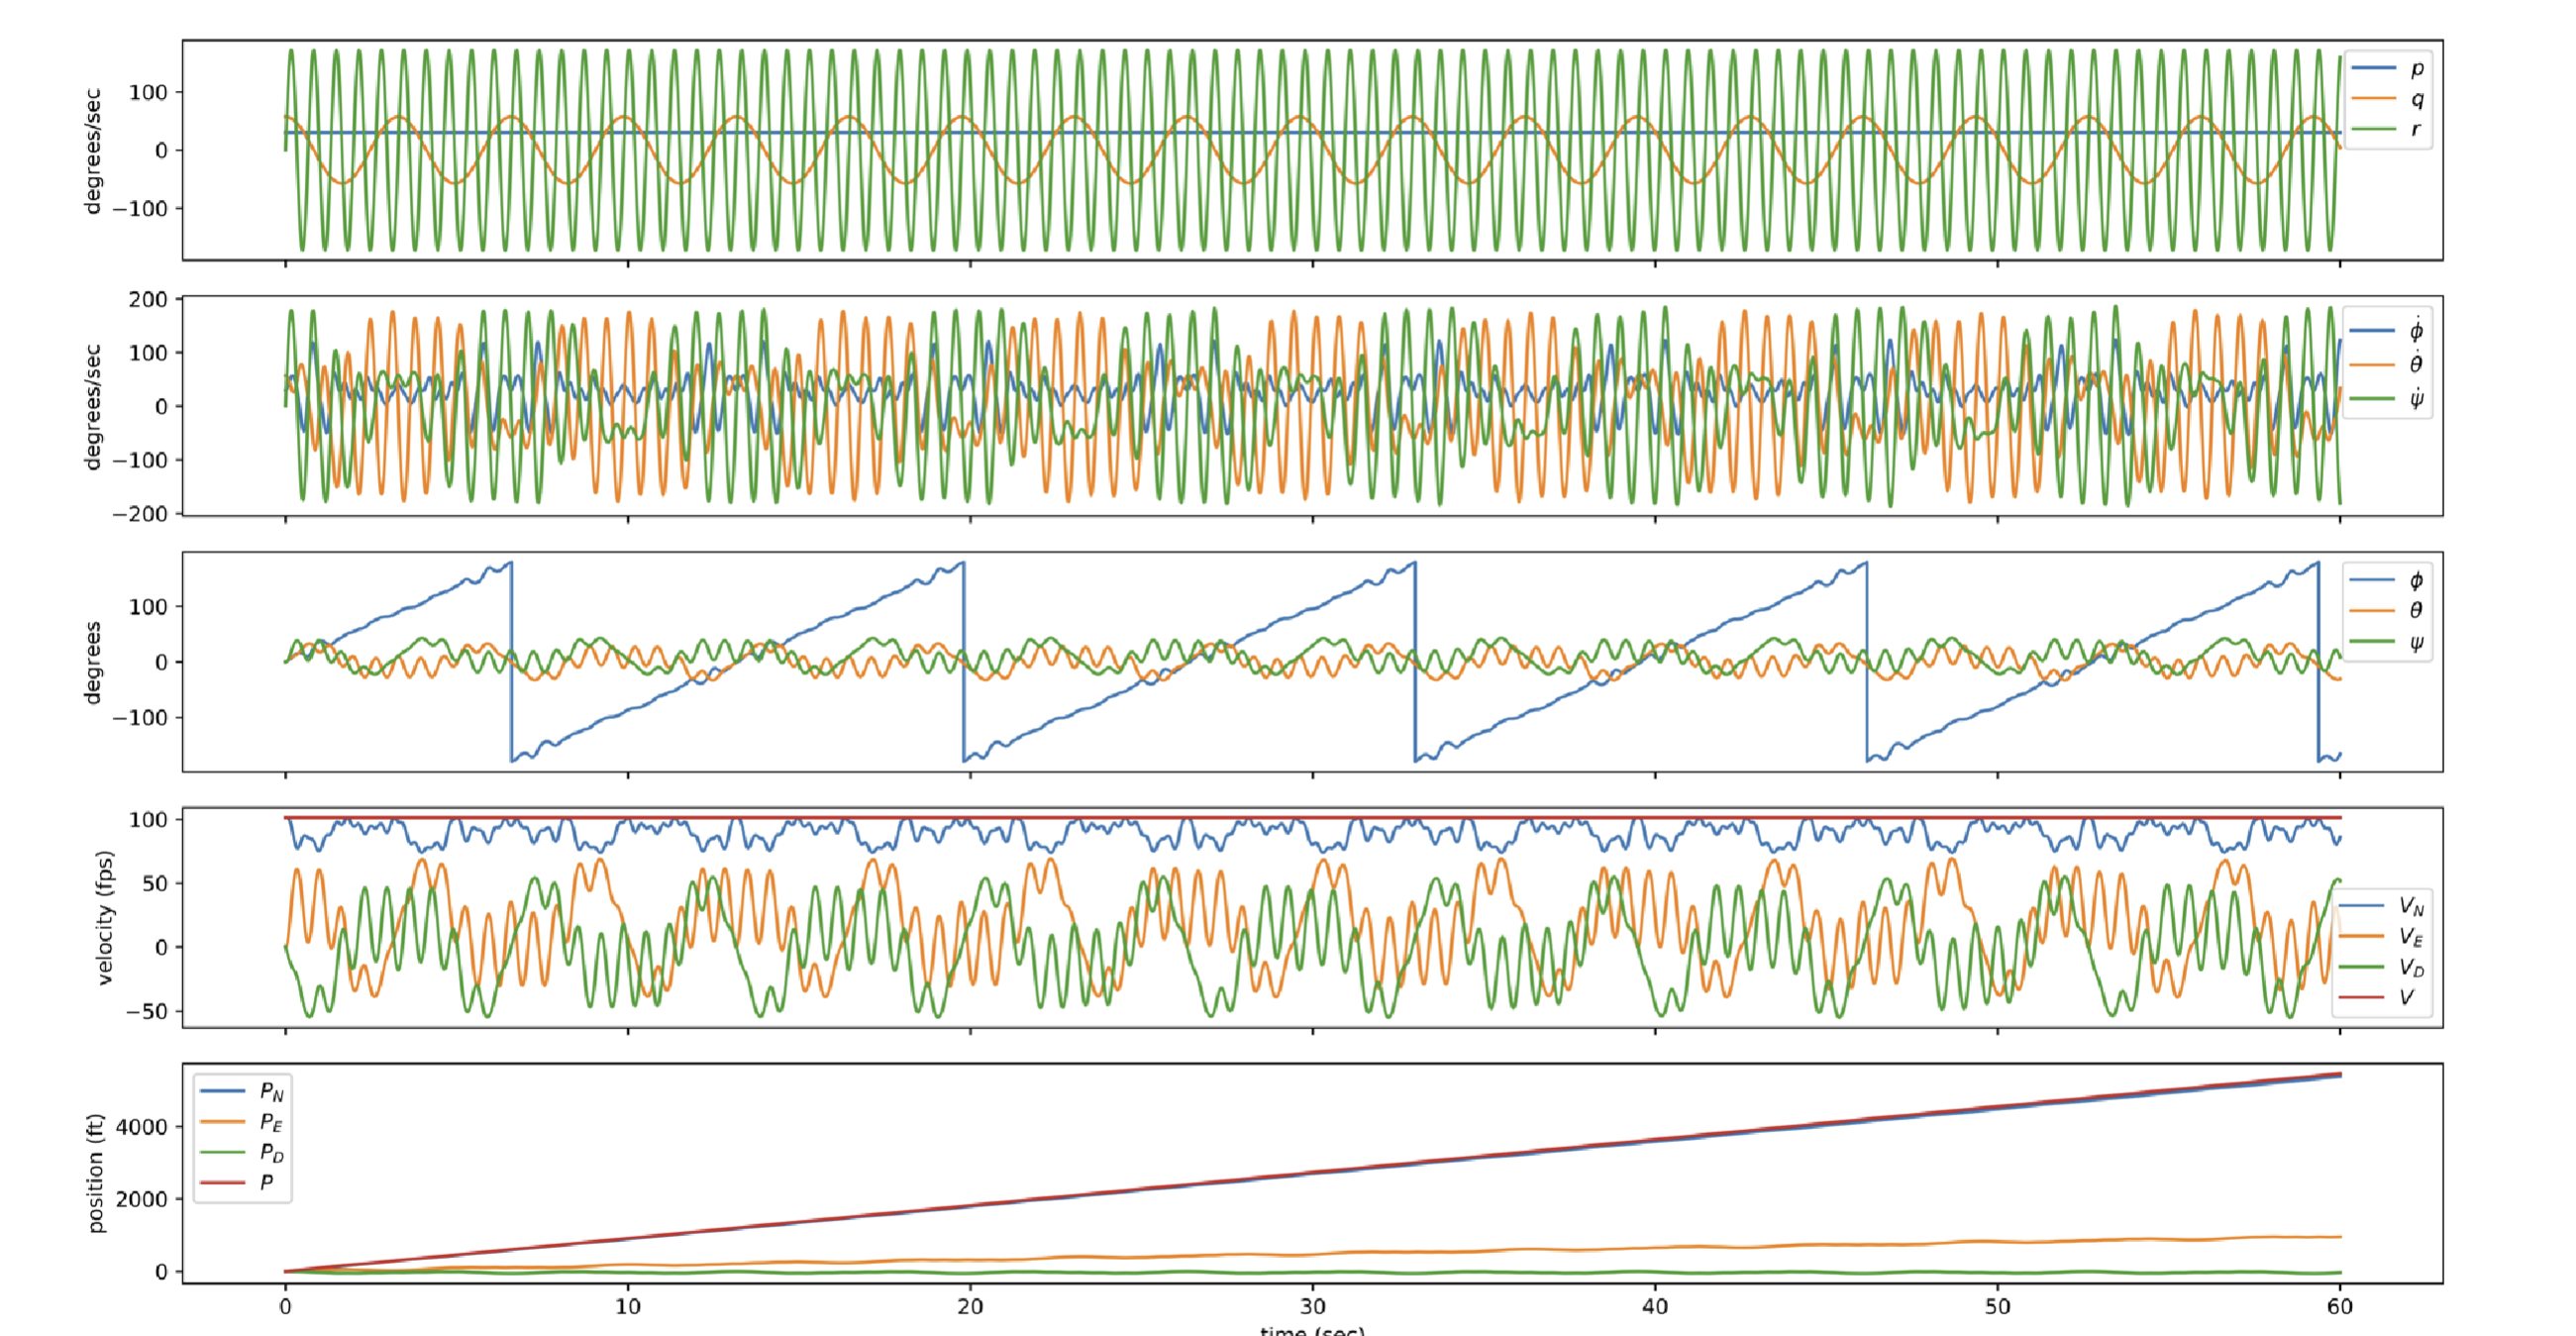 degrees/sec
100
0
−100
p
q
r
degrees/sec
200
100
0
−100
−200
ϕ̇
θ̇
ψ̇
degrees
100
0
−100
ϕ
θ
ψ
velocity (fps)
100
50
0
−50
V_N
V_E
V_D
V
position (ft)
4000
2000
0
P_N
P_E
P_D
P
0 10 20 30 40 50 60
time (sec)